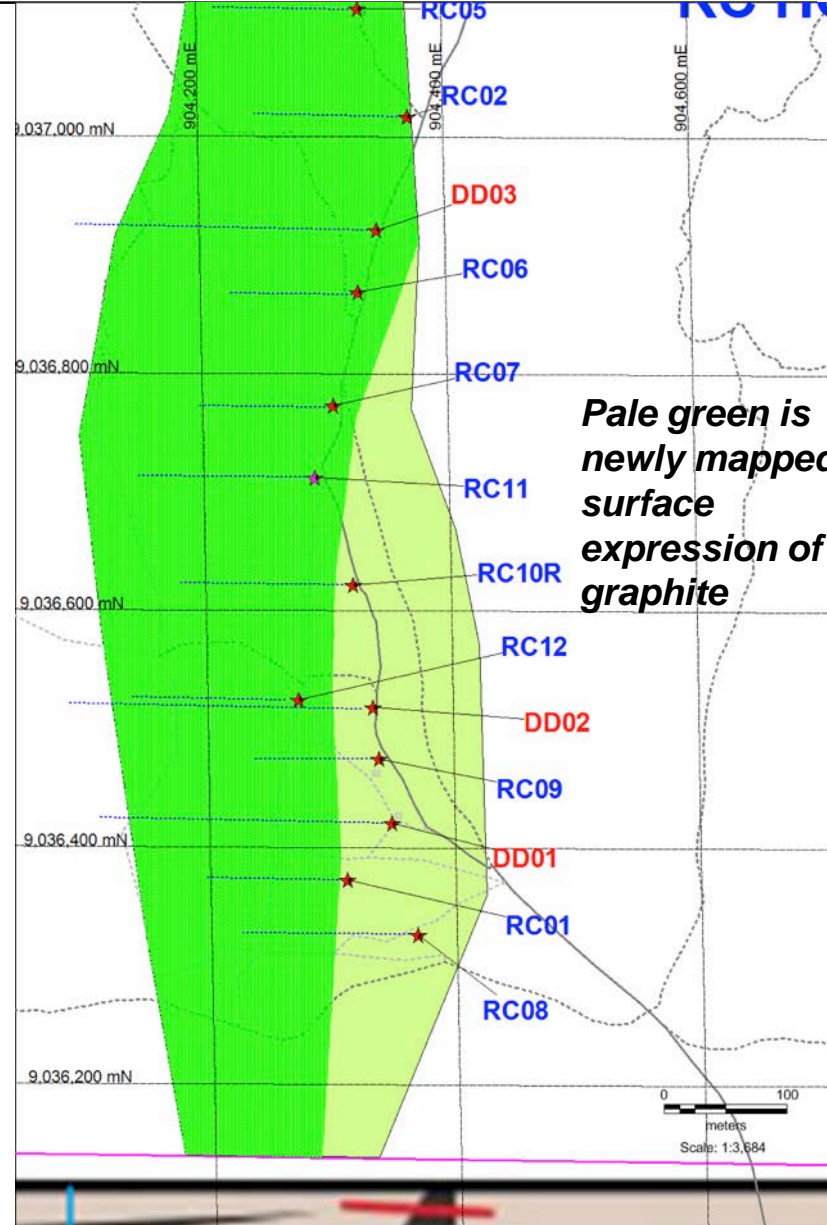 RC05
904,200 mE
904,400 mE
904,600 mE
RC02
9,037,000 mN
DD03
RC06
9,036,800 mN
RC07
Pale green is
newly mapped
surface
expression of
graphite
RC11
RC10R
9,036,600 mN
RC12
DD02
RC09
9,036,400 mN
DD01
RC01
RC08
9,036,200 mN
0 100
meters
Scale: 1:3,684